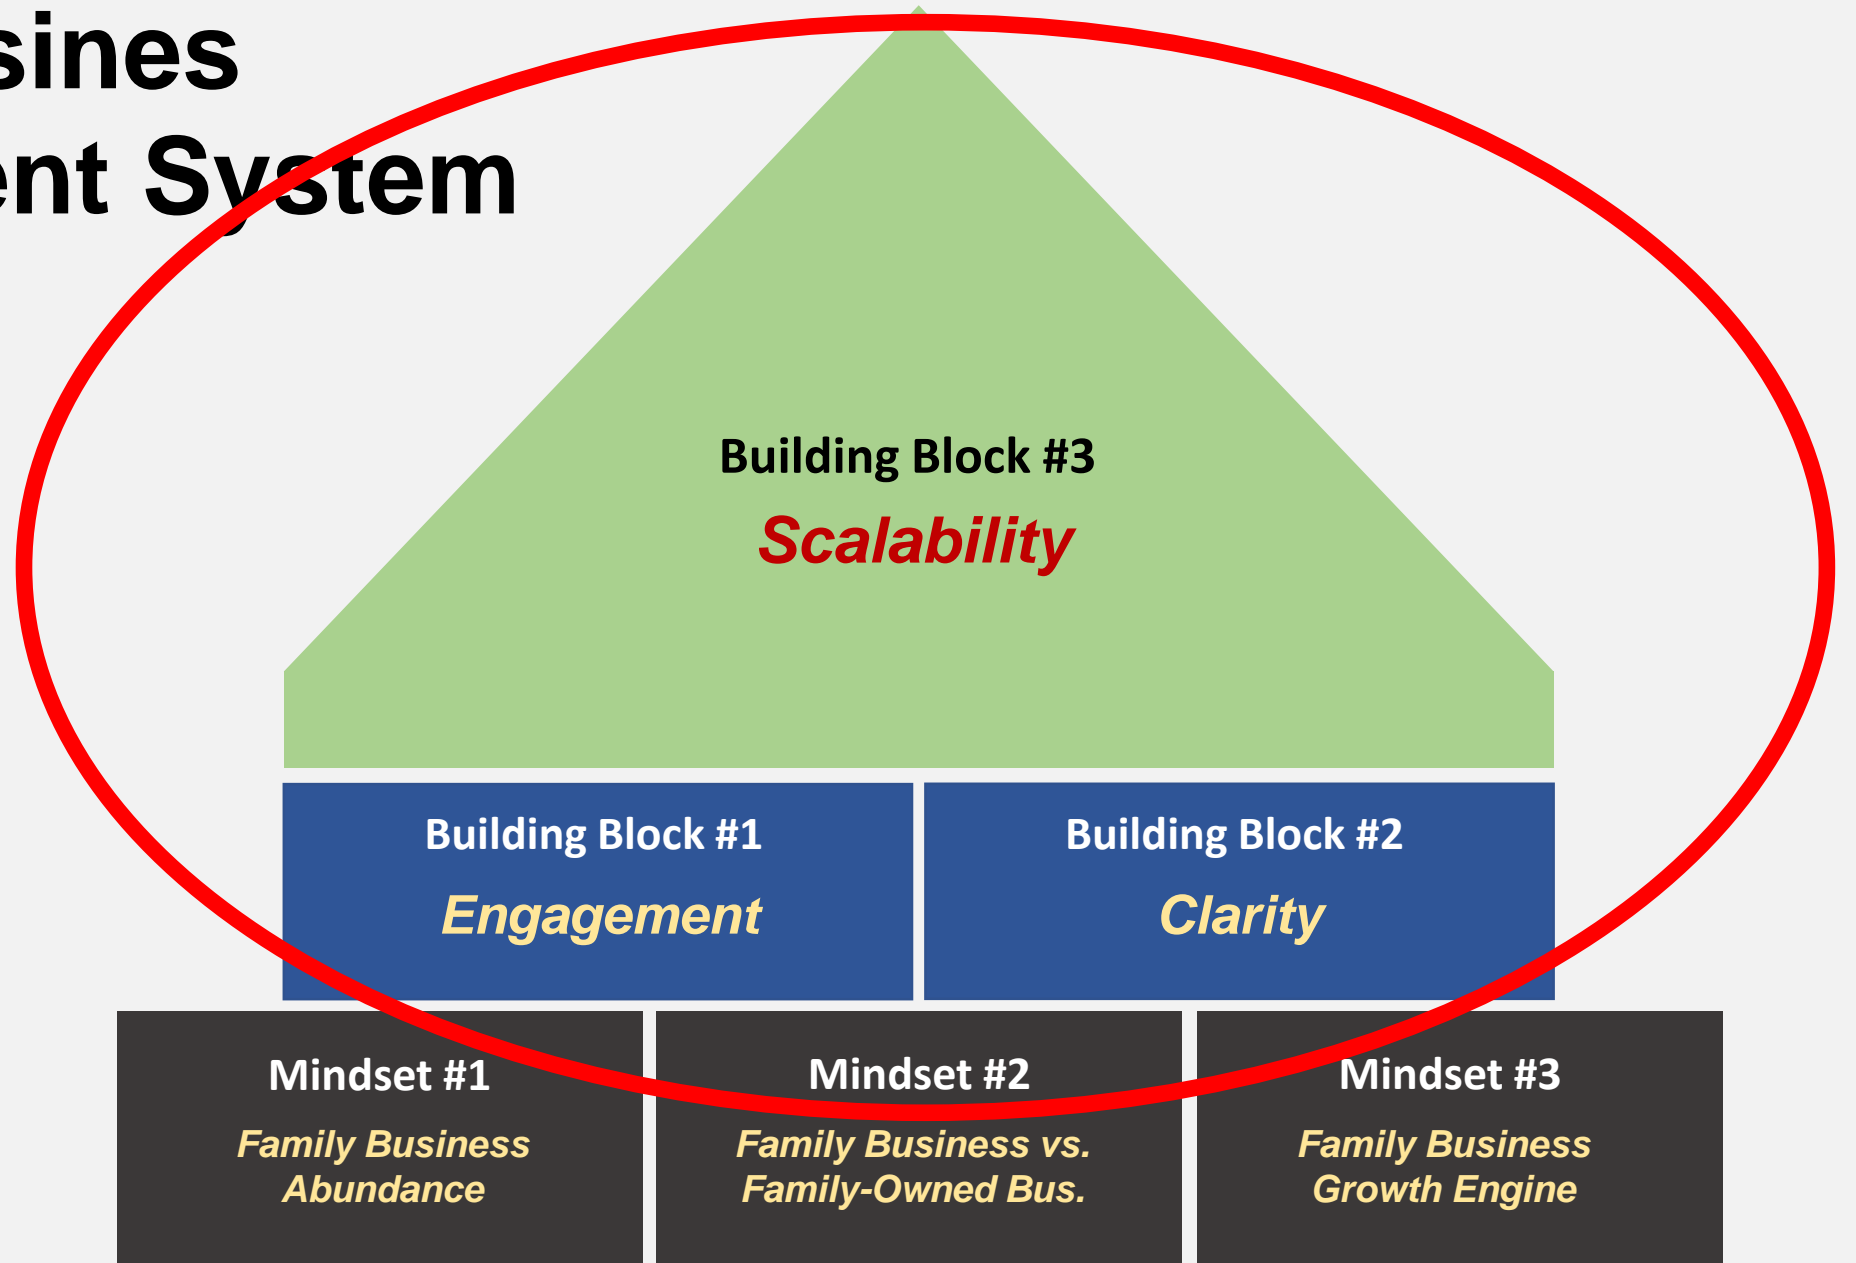 sines
ent System
Building Block #3
Scalability
Building Block #1
Engagement
Building Block #2
Clarity
Mindset #1
Family Business
Abundance
Mindset #2
Family Business vs.
Family-Owned Bus.
Mindset #3
Family Business
Growth Engine